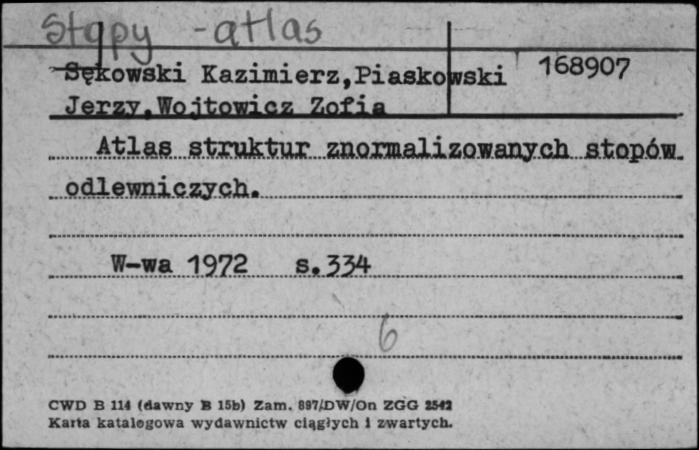 Stopy - atlas
Sękowski Kazimierz,Piaskowski 168907
Jerzy,Wojtowicz Zofia
Atlas struktur znormalizowanych stopów
odlewniczych.
W-wa 1972 s.334
6
CWD B 114 (dawny B 15b) Zam. 897/DW/On ZGG 2542
Karta katalogowa wydawnictw ciągłych i zwartych.